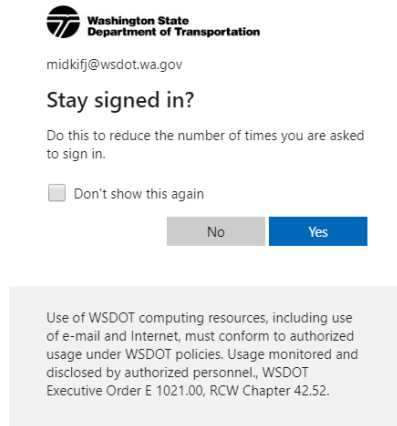 Washington State
Department of Transportation
midkifj@wsdot.wa.gov
Stay signed in?
Do this to reduce the number of times you are asked
to sign in.
Don't show this again
No
Yes
Use of WSDOT computing resources, including use
of e-mail and Internet, must conform to authorized
usage under WSDOT policies. Usage monitored and
disclosed by authorized personnel., WSDOT
Executive Order E 1021.00, RCW Chapter 42.52.